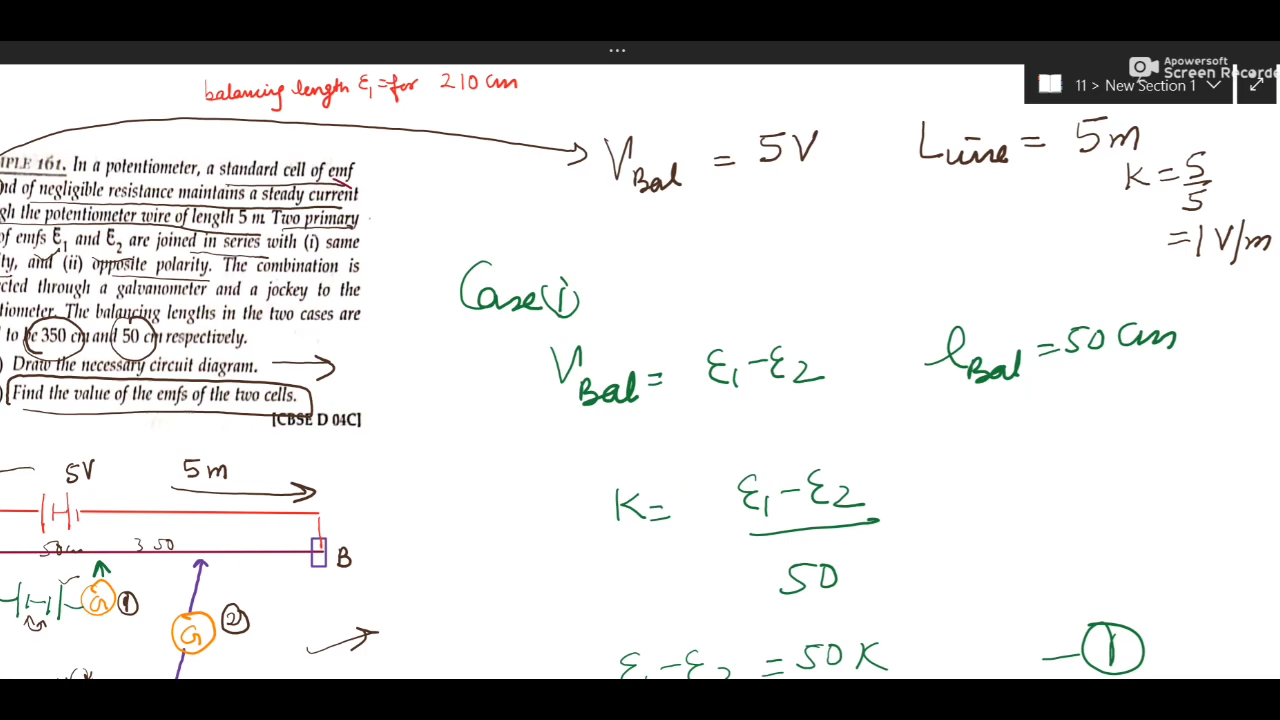 Apowersoft
Screen Recorde
11 > New Section 1
balancing length ε₁ = for 210 cm
V_Bal = 5V
L_wire = 5m
K = 5/5
= 1 V/m
PLE 161. In a potentiometer, a standard cell of emf
nd of negligible resistance maintains a steady current
gh the potentiometer wire of length 5 m. Two primary
of emfs ε₁ and ε₂ are joined in series with (i) same
ty, and (ii) opposite polarity. The combination is
cted through a galvanometer and a jockey to the
tiometer. The balancing lengths in the two cases are
to be 350 cm and 50 cm respectively.
) Draw the necessary circuit diagram.
) Find the value of the emfs of the two cells.
[CBSE D 04C]
Case (i)
V_Bal = ε₁ - ε₂
l_Bal = 50 cm
K = ε₁ - ε₂ / 50
ε₁ - ε₂ = 50 K
1
5V
5 m
50cm
350
B
G
1
G
2